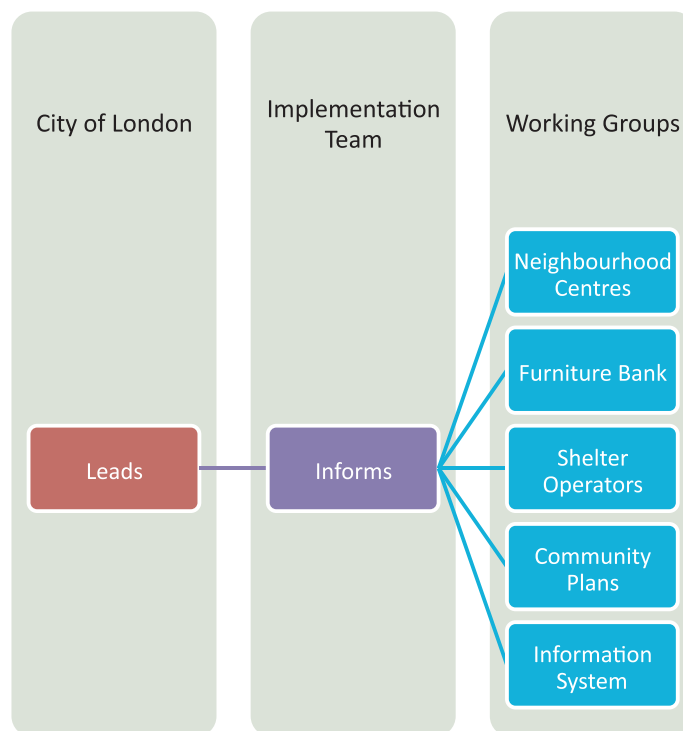 City of London
Implementation
Team
Working Groups
Neighbourhood
Centres
Furniture Bank
Leads
Informs
Shelter
Operators
Community
Plans
Information
System